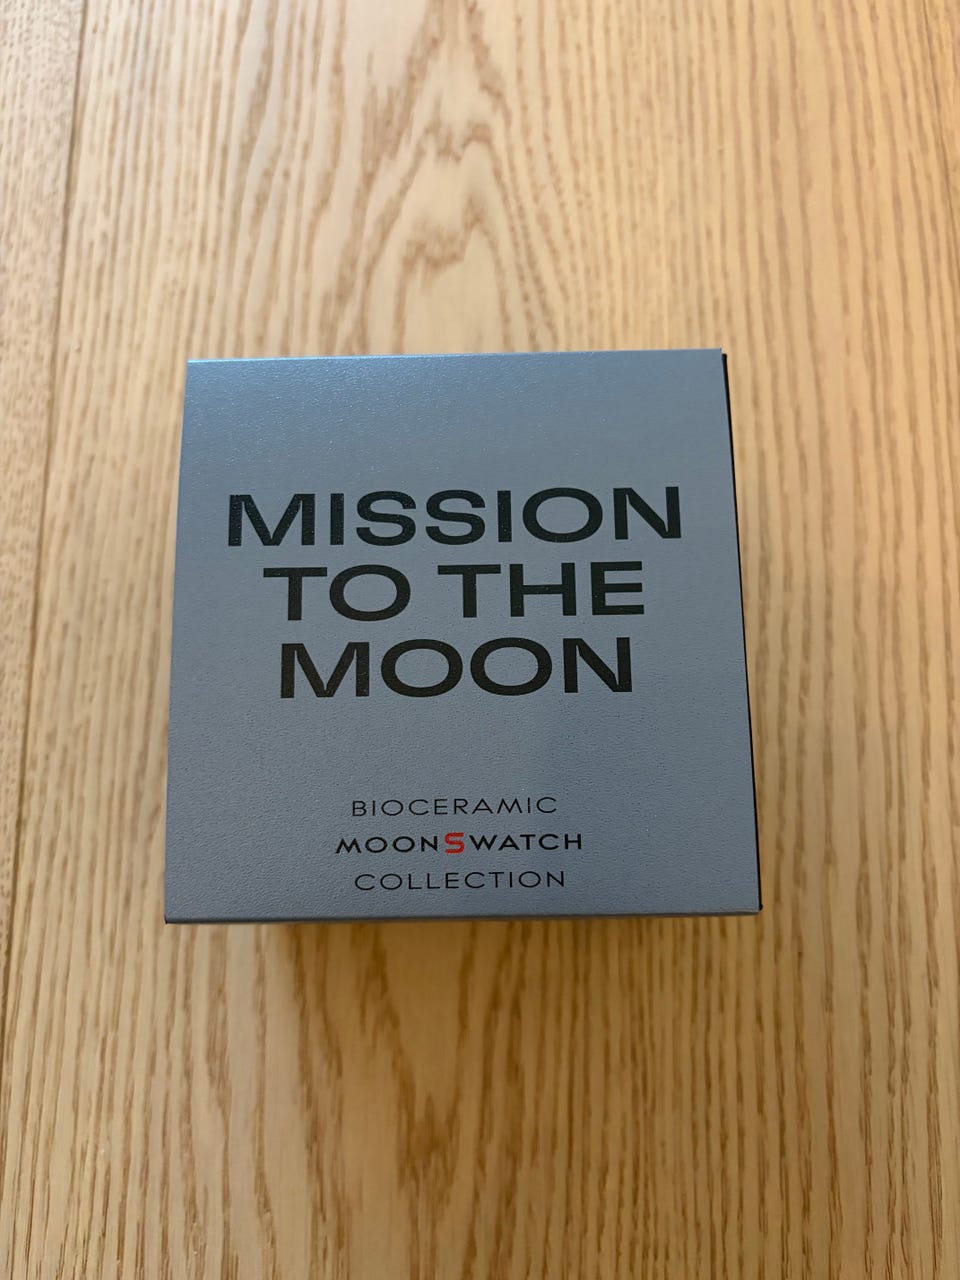 MISSION
TO THE
MOON
BIOCERAMIC
MOONSWATCH
COLLECTION